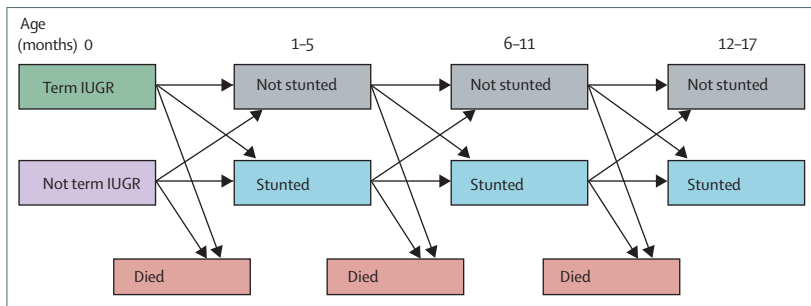 Age
(months) 0 1–5 6–11 12–17
Term IUGR Not stunted Not stunted Not stunted
Not term IUGR Stunted Stunted Stunted
Died Died Died